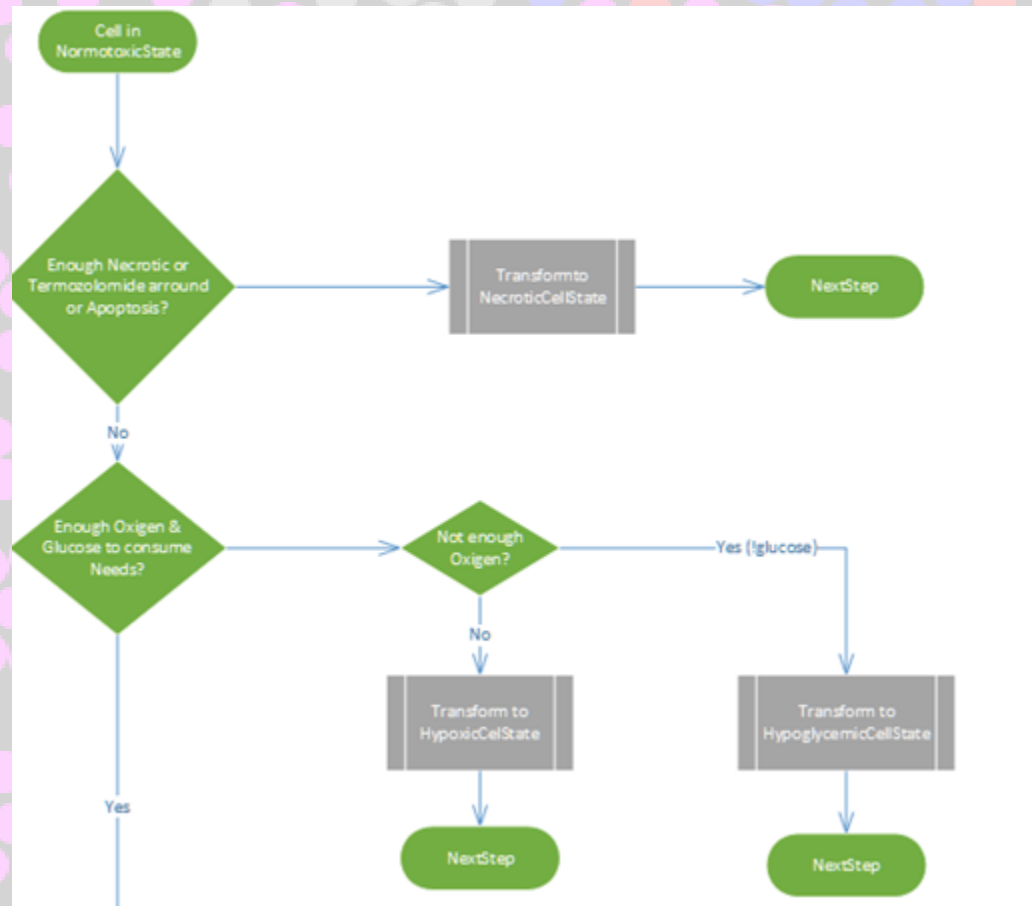 Cell in
NormotoxicState
Enough Necrotic or
Termozolomide arround
or Apoptosis?
Transformto
NecroticCellState
NextStep
No
Enough Oxigen &
Glucose to consume
Needs?
Not enough
Oxigen?
Yes (!glucose)
No
Transform to
HypoxicCelState
Transform to
HypoglycemicCellState
Yes
NextStep
NextStep